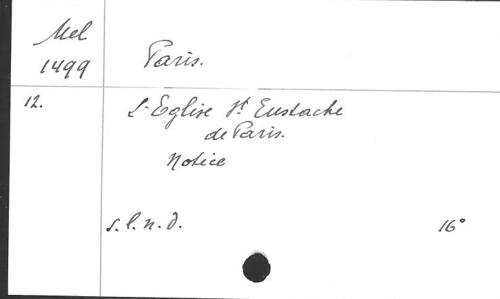 Mel
1499
Paris.
12.
L'Eglise St Eustache
de Paris.
Notice
s.l.n.d.
16°